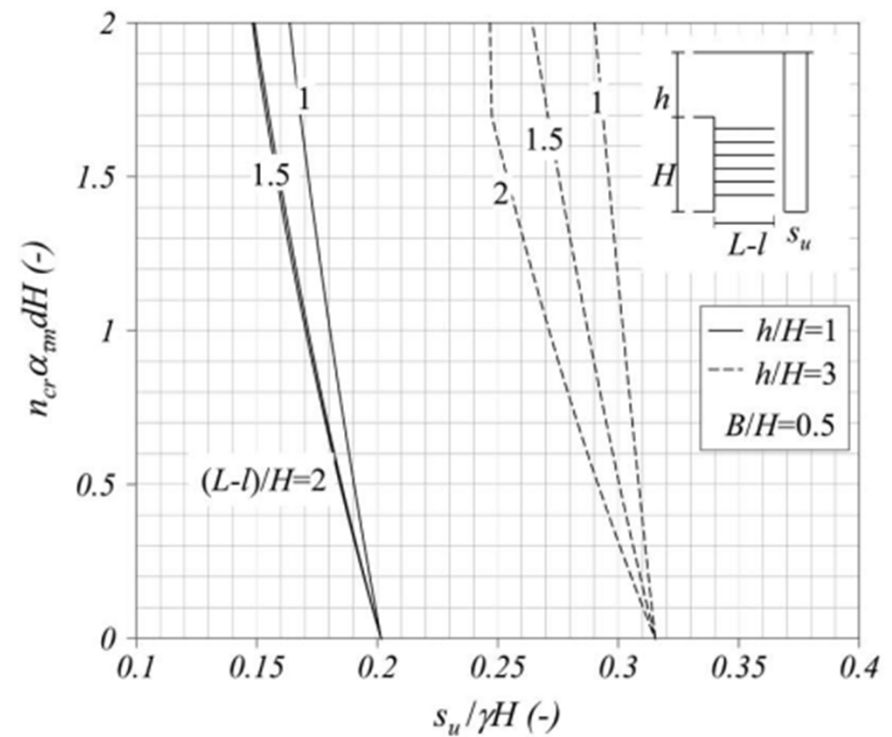 2
1.5
1
0.5
0
n_cr α_tm dH (-)
0.1
0.15
0.2
0.25
0.3
0.35
0.4
s_u /γH (-)
1
1.5
(L-l)/H=2
2
1.5
1
h
H
L-l
s_u
h/H=1
h/H=3
B/H=0.5